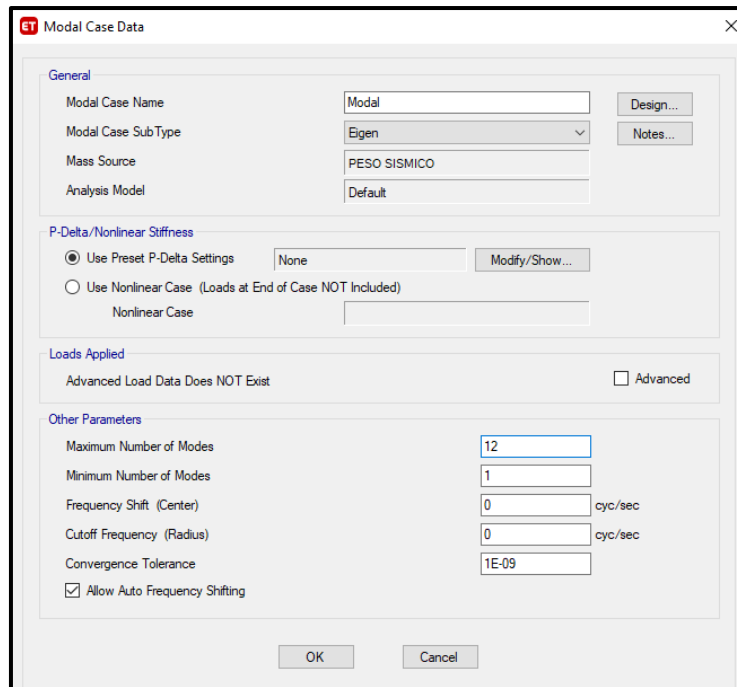 ET Modal Case Data
General
Modal Case Name Modal Design...
Modal Case SubType Eigen Notes...
Mass Source PESO SISMICO
Analysis Model Default
P-Delta/Nonlinear Stiffness
Use Preset P-Delta Settings None Modify/Show...
Use Nonlinear Case (Loads at End of Case NOT Included)
Nonlinear Case
Loads Applied
Advanced Load Data Does NOT Exist Advanced
Other Parameters
Maximum Number of Modes 12
Minimum Number of Modes 1
Frequency Shift (Center) 0 cyc/sec
Cutoff Frequency (Radius) 0 cyc/sec
Convergence Tolerance 1E-09
Allow Auto Frequency Shifting
OK Cancel